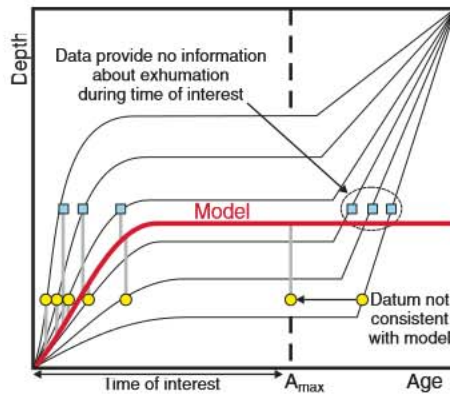 Depth
Data provide no information
about exhumation
during time of interest
Model
Datum not
consistent
with model
Time of interest
Amax
Age